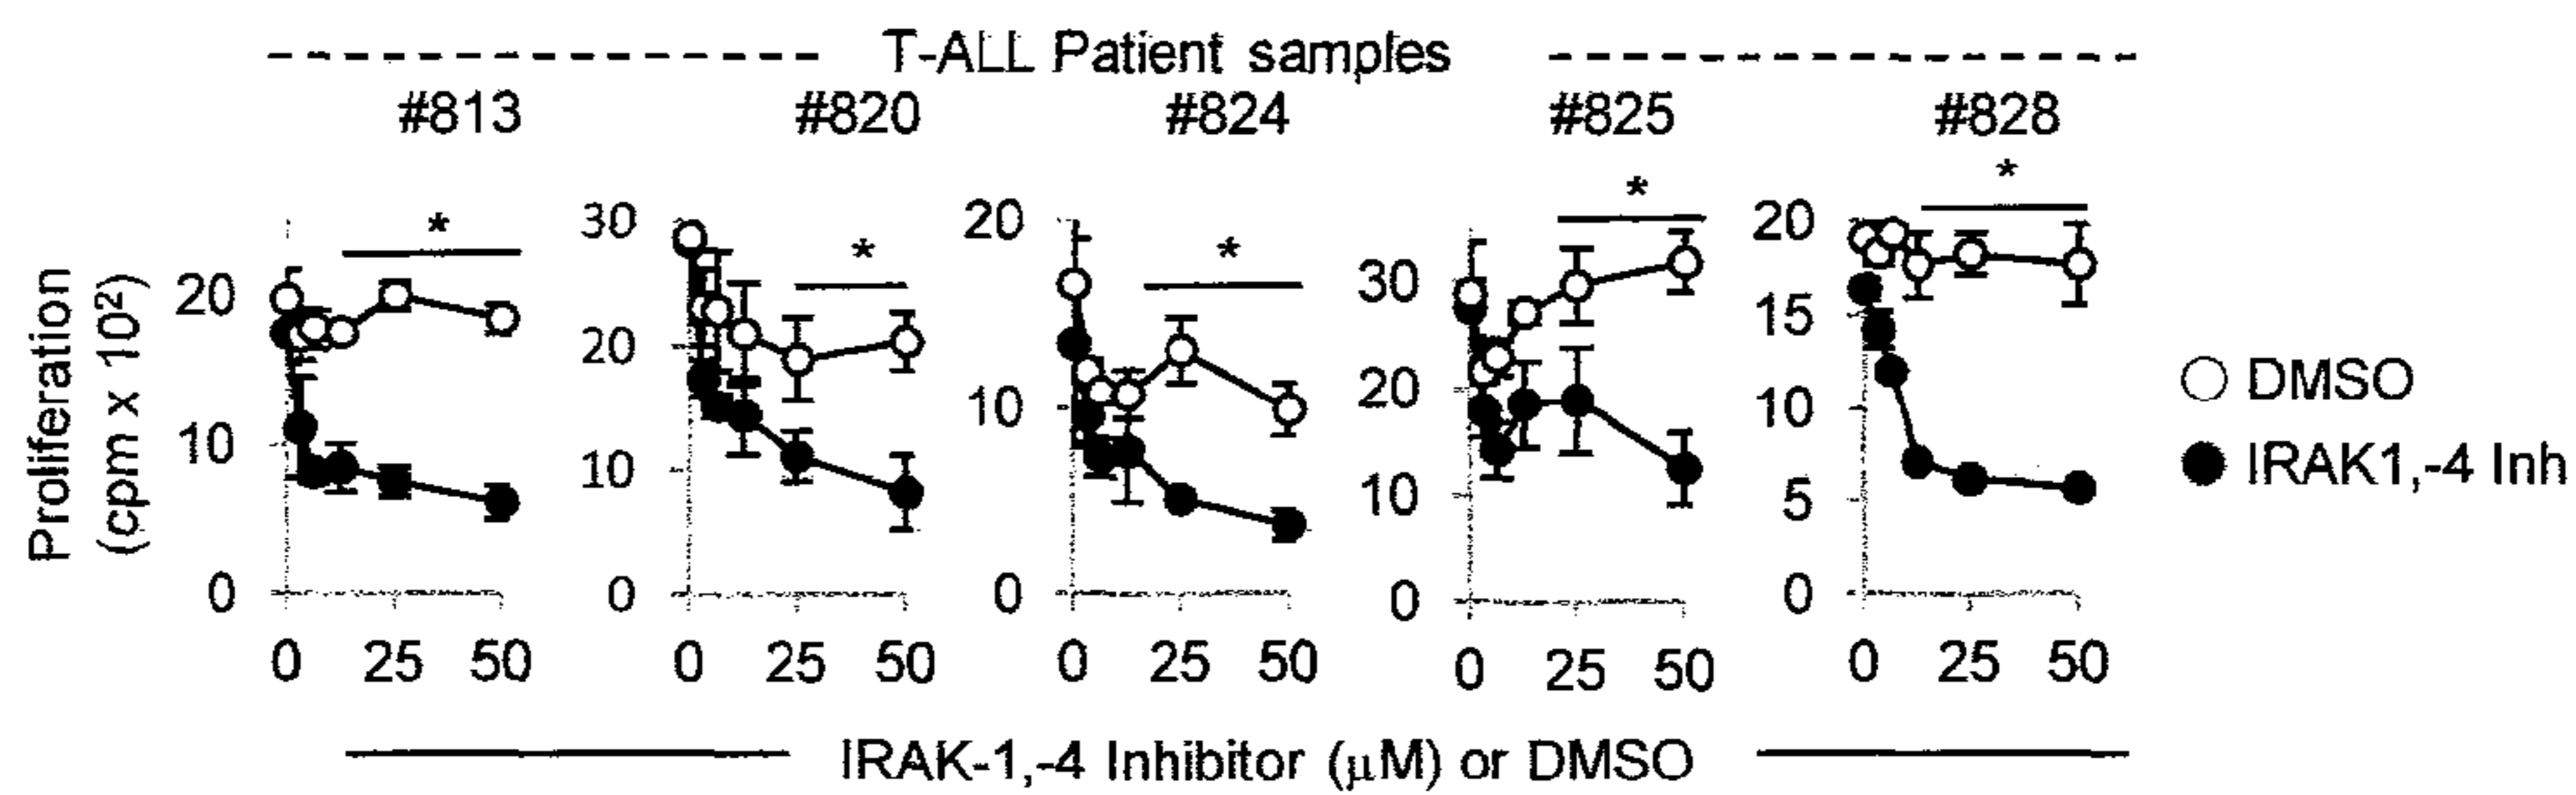 T-ALL Patient samples
#813 #820 #824 #825 #828
* * * * *
Proliferation
(cpm x 10²)
20
10
0
0 25 50
30
20
10
0
0 25 50
20
10
0
0 25 50
30
20
10
0
0 25 50
20
15
10
5
0
0 25 50
DMSO
IRAK1,-4 Inh
IRAK-1,-4 Inhibitor (µM) or DMSO